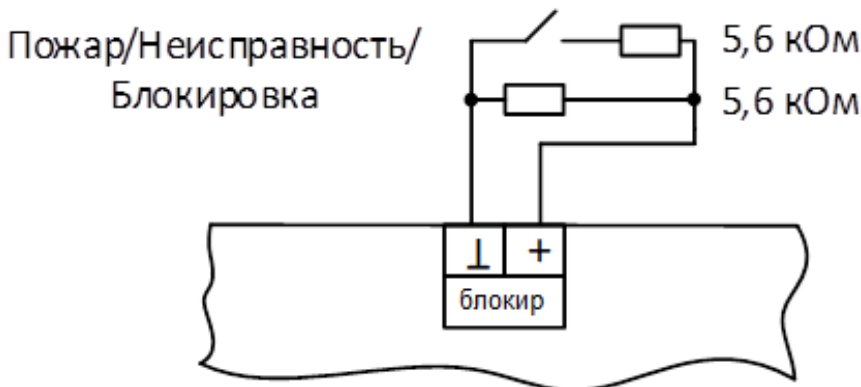 Пожар/Неисправность/
Блокировка
5,6 кОм
5,6 кОм
⊥ +
блокир